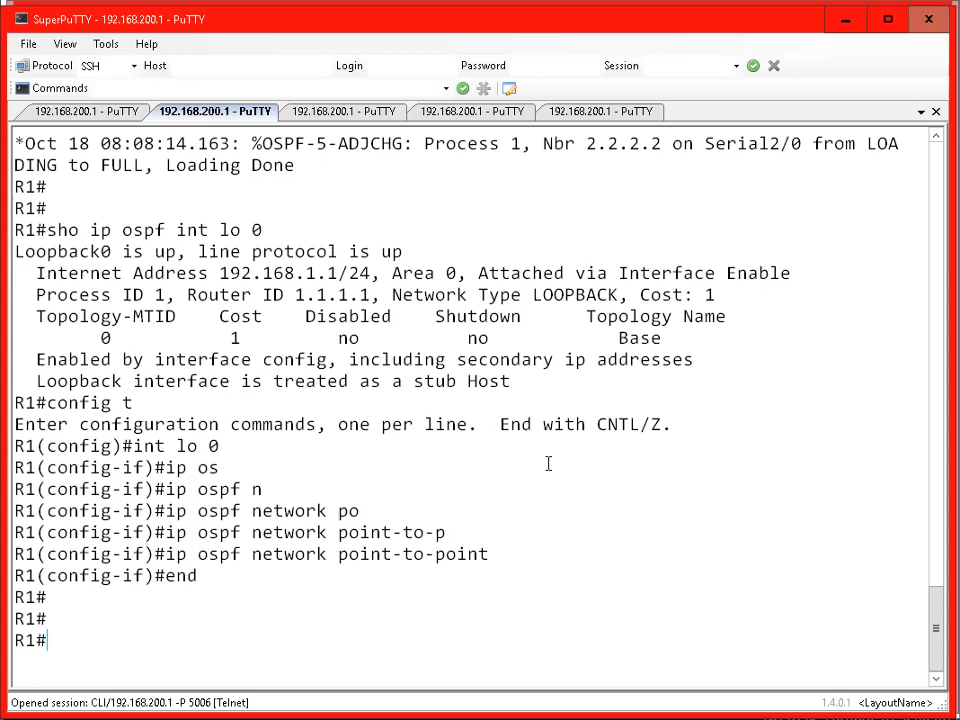 SuperPuTTY - 192.168.200.1 - PuTTY
File View Tools Help
Protocol SSH Host Login Password Session
Commands
192.168.200.1 - PuTTY 192.168.200.1 - PuTTY 192.168.200.1 - PuTTY 192.168.200.1 - PuTTY 192.168.200.1 - PuTTY
*Oct 18 08:08:14.163: %OSPF-5-ADJCHG: Process 1, Nbr 2.2.2.2 on Serial2/0 from LOA
DING to FULL, Loading Done
R1#
R1#
R1#sho ip ospf int lo 0
Loopback0 is up, line protocol is up
Internet Address 192.168.1.1/24, Area 0, Attached via Interface Enable
Process ID 1, Router ID 1.1.1.1, Network Type LOOPBACK, Cost: 1
Topology-MTID Cost Disabled Shutdown Topology Name
0 1 no no Base
Enabled by interface config, including secondary ip addresses
Loopback interface is treated as a stub Host
R1#config t
Enter configuration commands, one per line. End with CNTL/Z.
R1(config)#int lo 0
R1(config-if)#ip os
R1(config-if)#ip ospf n
R1(config-if)#ip ospf network po
R1(config-if)#ip ospf network point-to-p
R1(config-if)#ip ospf network point-to-point
R1(config-if)#end
R1#
R1#
R1#
Opened session: CLI/192.168.200.1 -P 5006 [Telnet] 1.4.0.1 <LayoutName>